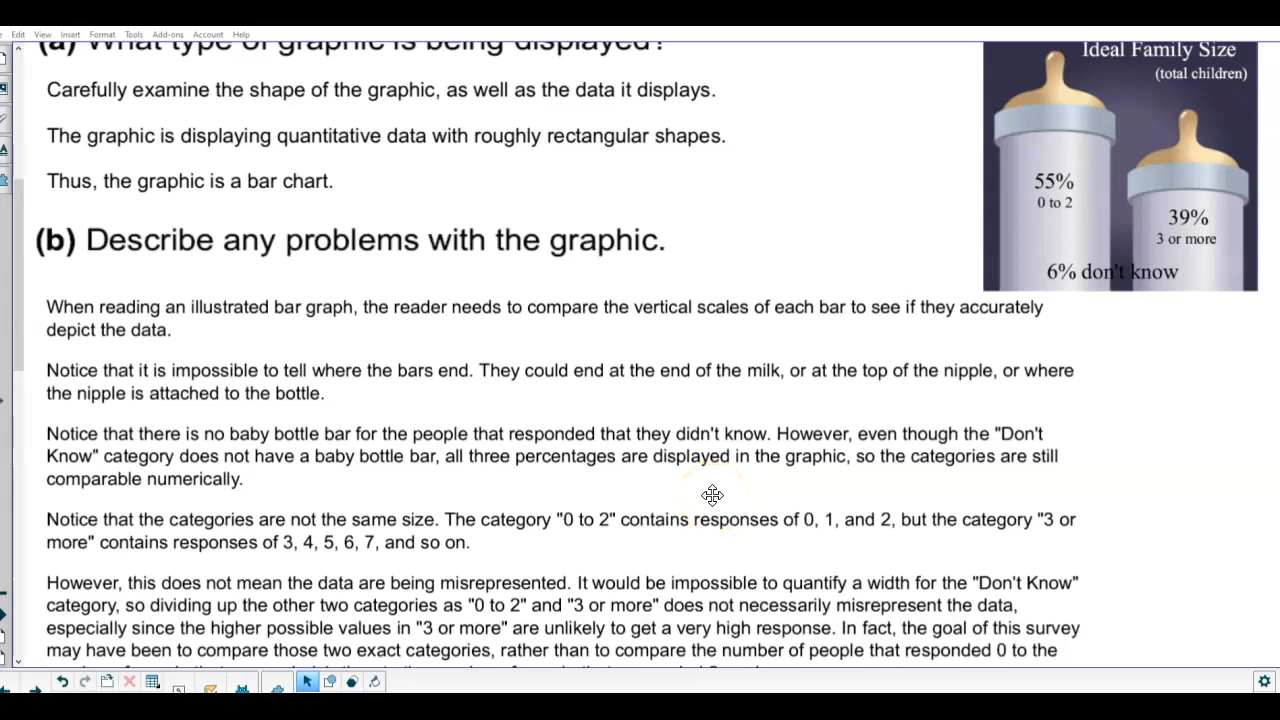 Edit View Insert Format Tools Add-ons Account Help
(a) What type of graphic is being displayed?
Carefully examine the shape of the graphic, as well as the data it displays.
The graphic is displaying quantitative data with roughly rectangular shapes.
Thus, the graphic is a bar chart.
Ideal Family Size
(total children)
55%
0 to 2
39%
3 or more
6% don't know
(b) Describe any problems with the graphic.
When reading an illustrated bar graph, the reader needs to compare the vertical scales of each bar to see if they accurately
depict the data.
Notice that it is impossible to tell where the bars end. They could end at the end of the milk, or at the top of the nipple, or where
the nipple is attached to the bottle.
Notice that there is no baby bottle bar for the people that responded that they didn't know. However, even though the "Don't
Know" category does not have a baby bottle bar, all three percentages are displayed in the graphic, so the categories are still
comparable numerically.
Notice that the categories are not the same size. The category "0 to 2" contains responses of 0, 1, and 2, but the category "3 or
more" contains responses of 3, 4, 5, 6, 7, and so on.
However, this does not mean the data are being misrepresented. It would be impossible to quantify a width for the "Don't Know"
category, so dividing up the other two categories as "0 to 2" and "3 or more" does not necessarily misrepresent the data,
especially since the higher possible values in "3 or more" are unlikely to get a very high response. In fact, the goal of this survey
may have been to compare those two exact categories, rather than to compare the number of people that responded 0 to the